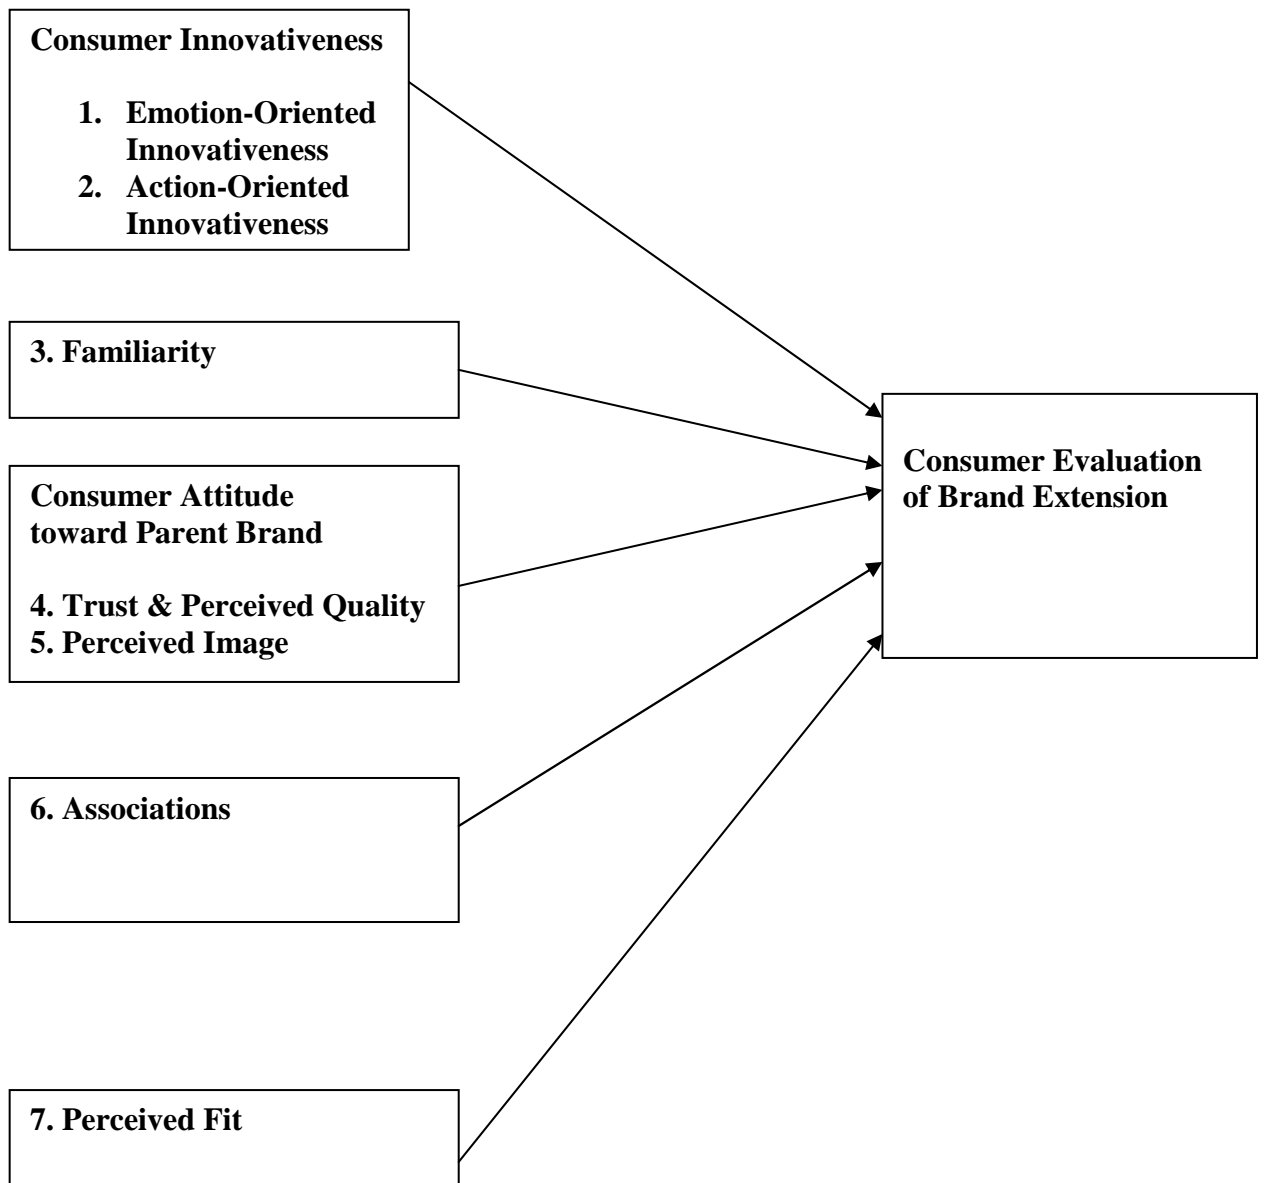 Consumer Innovativeness
1. Emotion-Oriented
Innovativeness
2. Action-Oriented
Innovativeness
3. Familiarity
Consumer Attitude
toward Parent Brand
4. Trust & Perceived Quality
5. Perceived Image
6. Associations
7. Perceived Fit
Consumer Evaluation
of Brand Extension